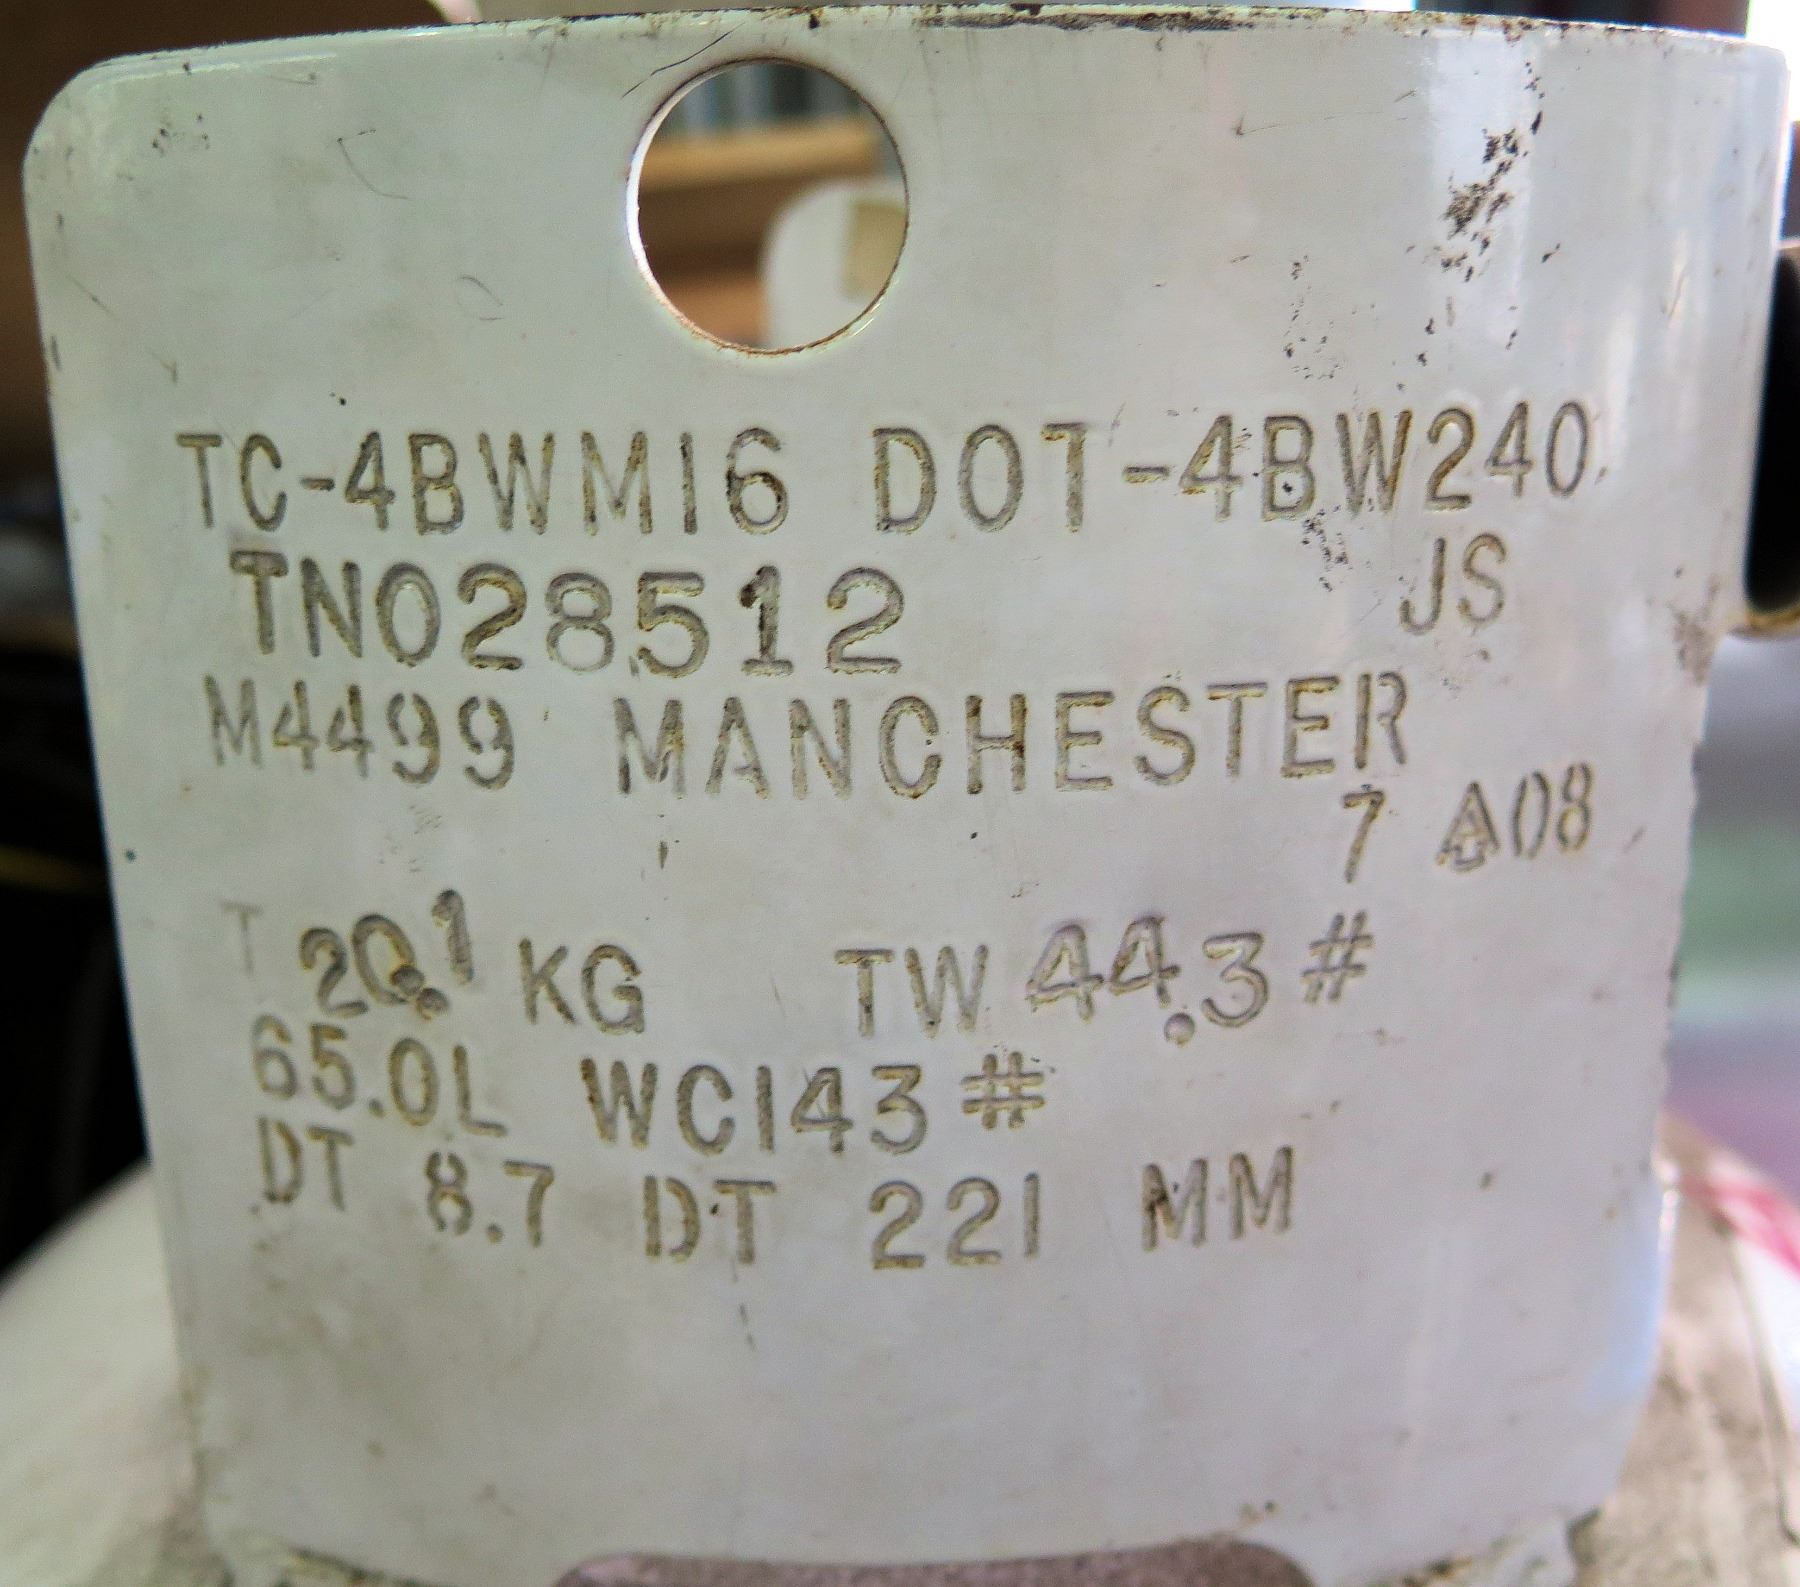 TC-4BWM16 DOT-4BW240
TN028512 JS
M4499 MANCHESTER
7 A08
T 20.1 KG TW 44.3#
65.0L WC143#
DT 8.7 DT 221 MM